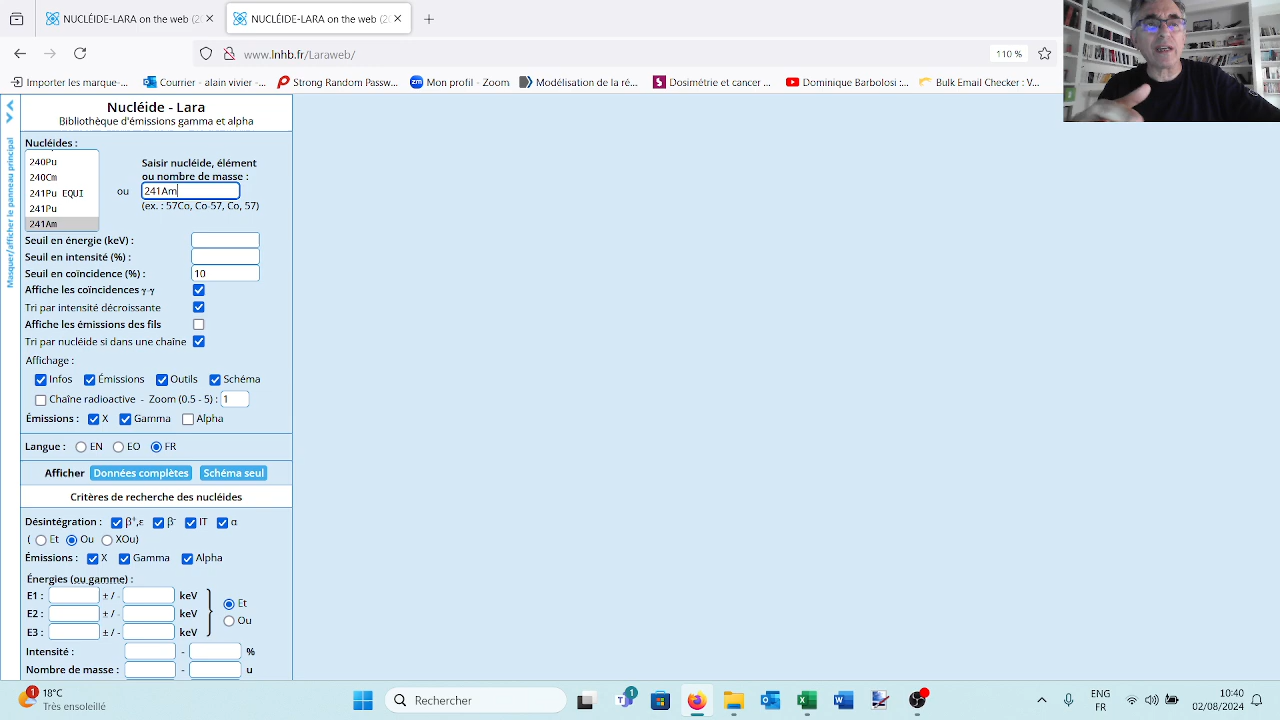 NUCLÉIDE-LARA on the web (20
NUCLÉIDE-LARA on the web (20
www.lnhb.fr/Laraweb/
110 %
Importer les marque-...
Courrier - alain vivier -...
Strong Random Passw...
Mon profil - Zoom
Modélisation de la ré...
Dosimétrie et cancer ...
Dominique Barbolosi :...
Bulk Email Checker : V...
Masquer/afficher le panneau principal
Nucléide - Lara
Bibliothèque d'émissions gamma et alpha
Nucléides :
240Pu
240Cm
241Pu EQUI
241Pu
241Am
ou
Saisir nucléide, élément
ou nombre de masse :
241Am
(ex. : 57Co, Co-57, Co, 57)
Seuil en énergie (keV) :
Seuil en intensité (%) :
Seuil en coïncidence (%) : 10
Affiche les coïncidences γ-γ
Tri par intensité décroissante
Affiche les émissions des fils
Tri par nucléide si dans une chaîne
Affichage :
Infos Émissions Outils Schéma
Chaîne radioactive - Zoom (0.5 - 5) : 1
Émissions : X Gamma Alpha
Langue : EN EO FR
Afficher Données complètes Schéma seul
Critères de recherche des nucléides
Désintégration : β⁺,ε β⁻ IT α
( Et Ou XOu)
Émissions : X Gamma Alpha
Énergies (ou gamme) :
E1 : ± / - keV
E2 : ± / - keV
E3 : ± / - keV
Et
Ou
Intensité : - %
Nombre de masse : - u
1
18°C
Très ensoleillé
Rechercher
1
ENG
FR
10:40
02/08/2024